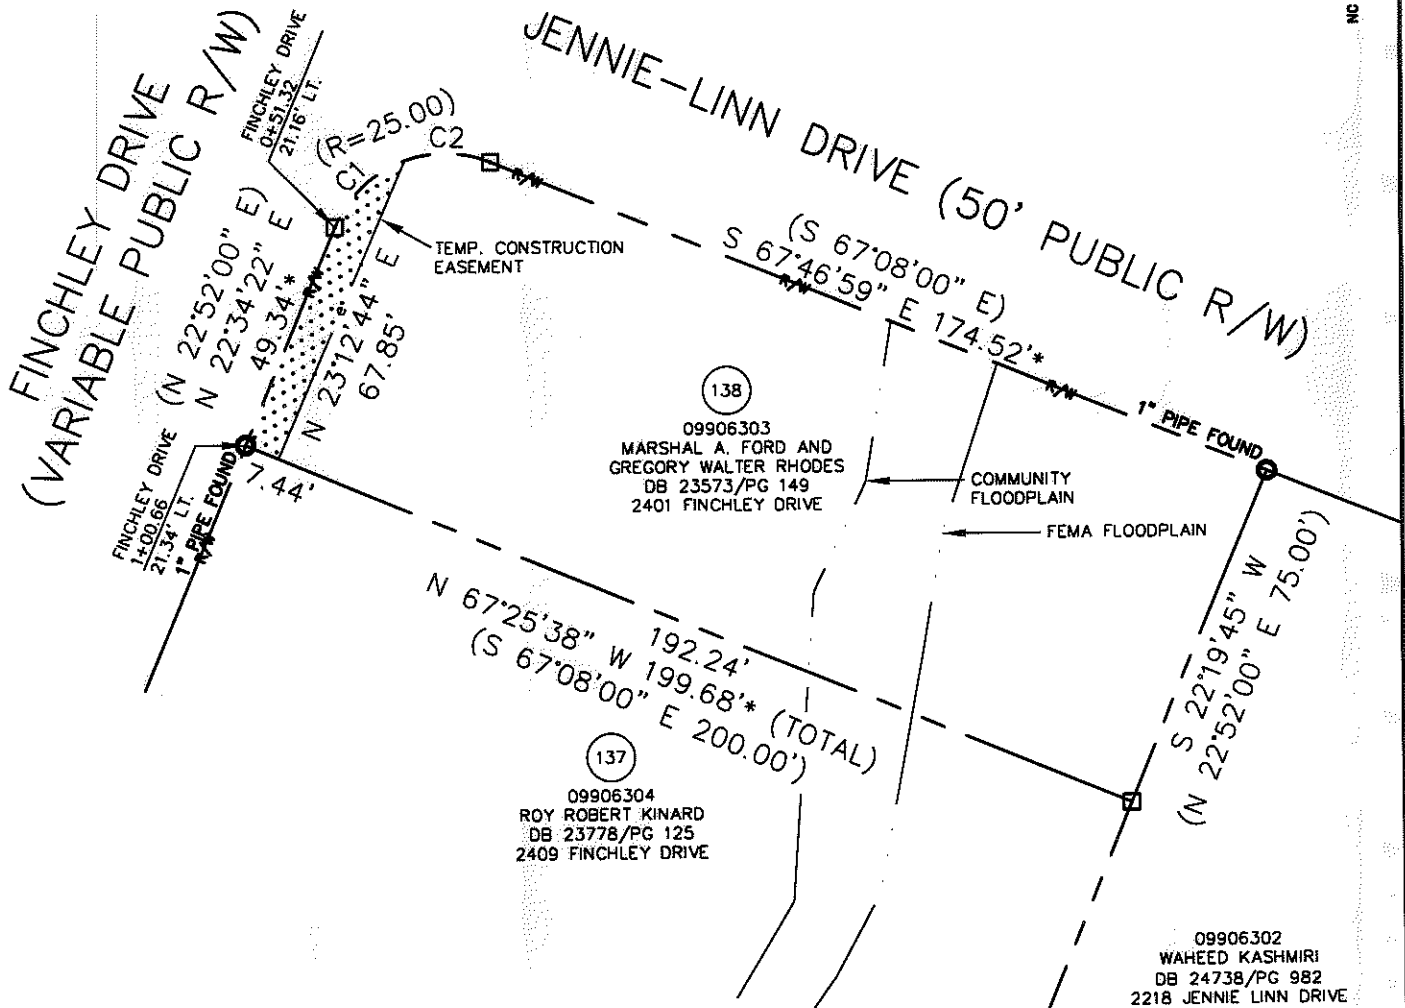 NC
JENNIE-LINN DRIVE (50' PUBLIC R/W)
FINCHLEY DRIVE
(VARIABLE PUBLIC R/W)
FINCHLEY DRIVE
0+51.32
21.16' LT.
(R=25.00)
C1
C2
R/W
TEMP. CONSTRUCTION
EASEMENT
(N 22°52'00" E)
N 22°34'22" E
49.34'*
R/W
e
N 23°12'44" E
67.85'
(S 67°08'00" E)
S 67°46'59" E 174.52'*
R/W
R/W
1" PIPE FOUND
138
09906303
MARSHAL A. FORD AND
GREGORY WALTER RHODES
DB 23573/PG 149
2401 FINCHLEY DRIVE
COMMUNITY
FLOODPLAIN
FEMA FLOODPLAIN
FINCHLEY DRIVE
1+00.66
21.34' LT.
1" PIPE FOUND
R/W
7.44'
192.24'
N 67°25'38" W 199.68'* (TOTAL)
(S 67°08'00" E 200.00')
S 22°19'45" W
(N 22°52'00" E 75.00')
137
09906304
ROY ROBERT KINARD
DB 23778/PG 125
2409 FINCHLEY DRIVE
09906302
WAHEED KASHMIRI
DB 24738/PG 982
2218 JENNIE LINN DRIVE